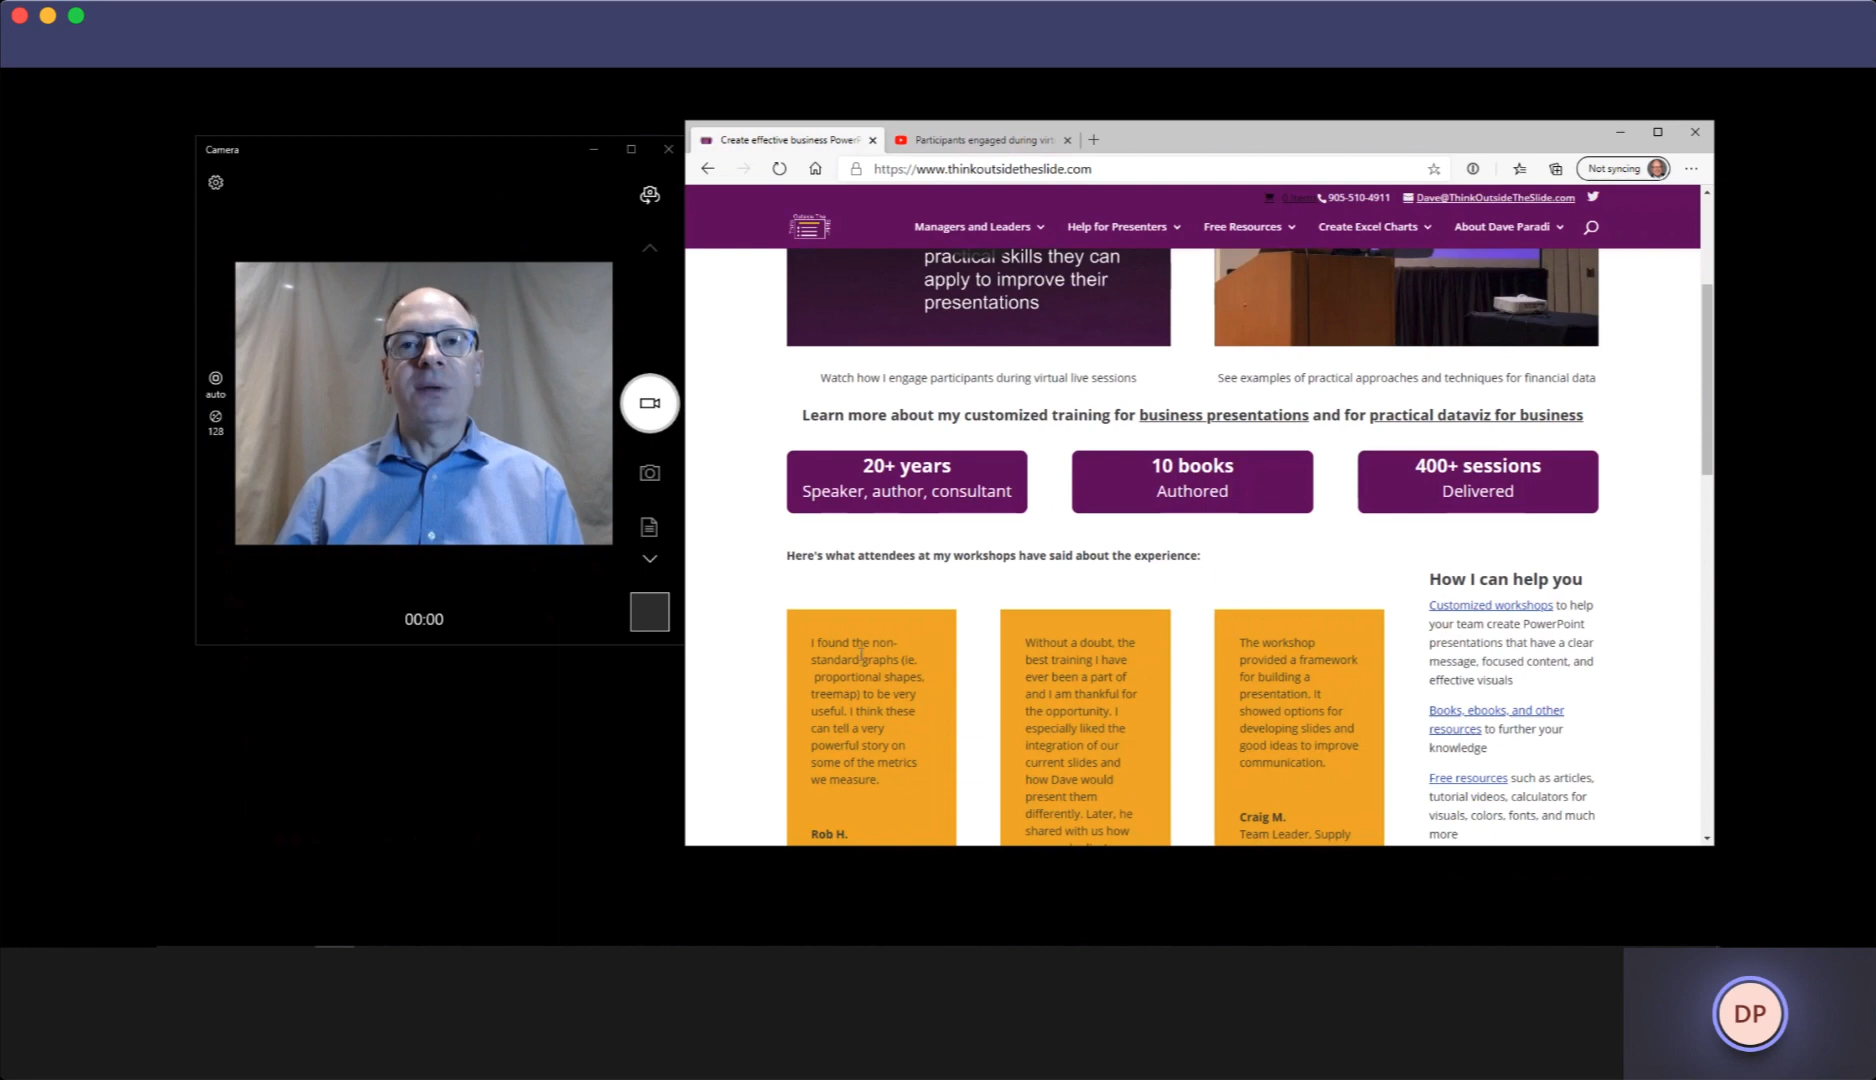 Camera
auto
128
00:00
Create effective business PowerP
Participants engaged during virt
https://www.thinkoutsidetheslide.com
Not syncing
0 Items
905-510-4911
Dave@ThinkOutsideTheSlide.com
Managers and Leaders
Help for Presenters
Free Resources
Create Excel Charts
About Dave Paradi
practical skills they can
apply to improve their
presentations
Watch how I engage participants during virtual live sessions
See examples of practical approaches and techniques for financial data
Learn more about my customized training for business presentations and for practical dataviz for business
20+ years
Speaker, author, consultant
10 books
Authored
400+ sessions
Delivered
Here's what attendees at my workshops have said about the experience:
I found the non-
standard graphs (ie.
proportional shapes,
treemap) to be very
useful. I think these
can tell a very
powerful story on
some of the metrics
we measure.
Rob H.
Without a doubt, the
best training I have
ever been a part of
and I am thankful for
the opportunity. I
especially liked the
integration of our
current slides and
how Dave would
present them
differently. Later, he
shared with us how
The workshop
provided a framework
for building a
presentation. It
showed options for
developing slides and
good ideas to improve
communication.
Craig M.
Team Leader, Supply
How I can help you
Customized workshops to help
your team create PowerPoint
presentations that have a clear
message, focused content, and
effective visuals
Books, ebooks, and other
resources to further your
knowledge
Free resources such as articles,
tutorial videos, calculators for
visuals, colors, fonts, and much
more
DP